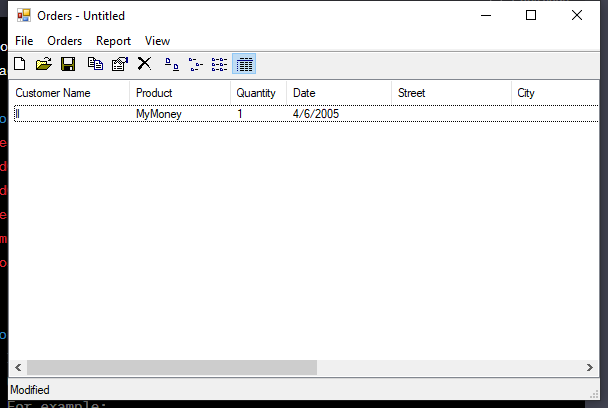 Orders - Untitled
File Orders Report View
Customer Name Product Quantity Date Street City
ll MyMoney 1 4/6/2005
Modified
For example: